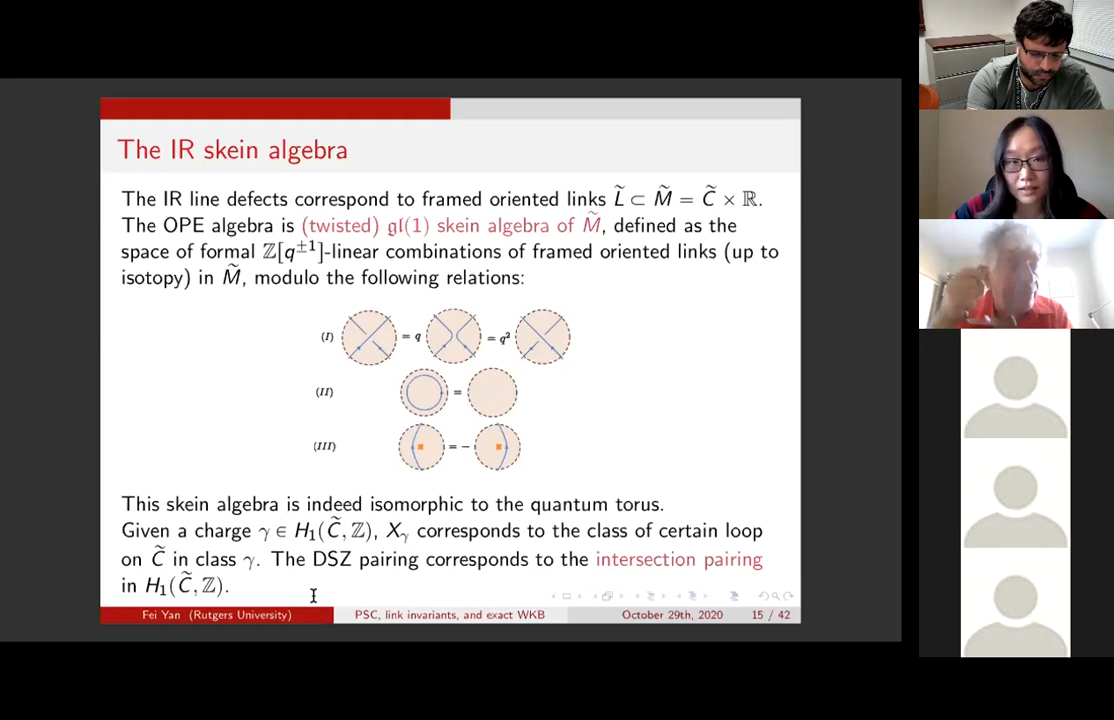 The IR skein algebra
The IR line defects correspond to framed oriented links L̃ ⊂ M̃ = C̃ × ℝ.
The OPE algebra is (twisted) 𝔤𝔩(1) skein algebra of M̃, defined as the
space of formal ℤ[q^{±1}]-linear combinations of framed oriented links (up to
isotopy) in M̃, modulo the following relations:
(I) = q = q²
(II) =
(III) = −
This skein algebra is indeed isomorphic to the quantum torus.
Given a charge γ ∈ H₁(C̃, ℤ), X_γ corresponds to the class of certain loop
on C̃ in class γ. The DSZ pairing corresponds to the intersection pairing
in H₁(C̃, ℤ).
Fei Yan (Rutgers University) PSC, link invariants, and exact WKB October 29th, 2020 15 / 42